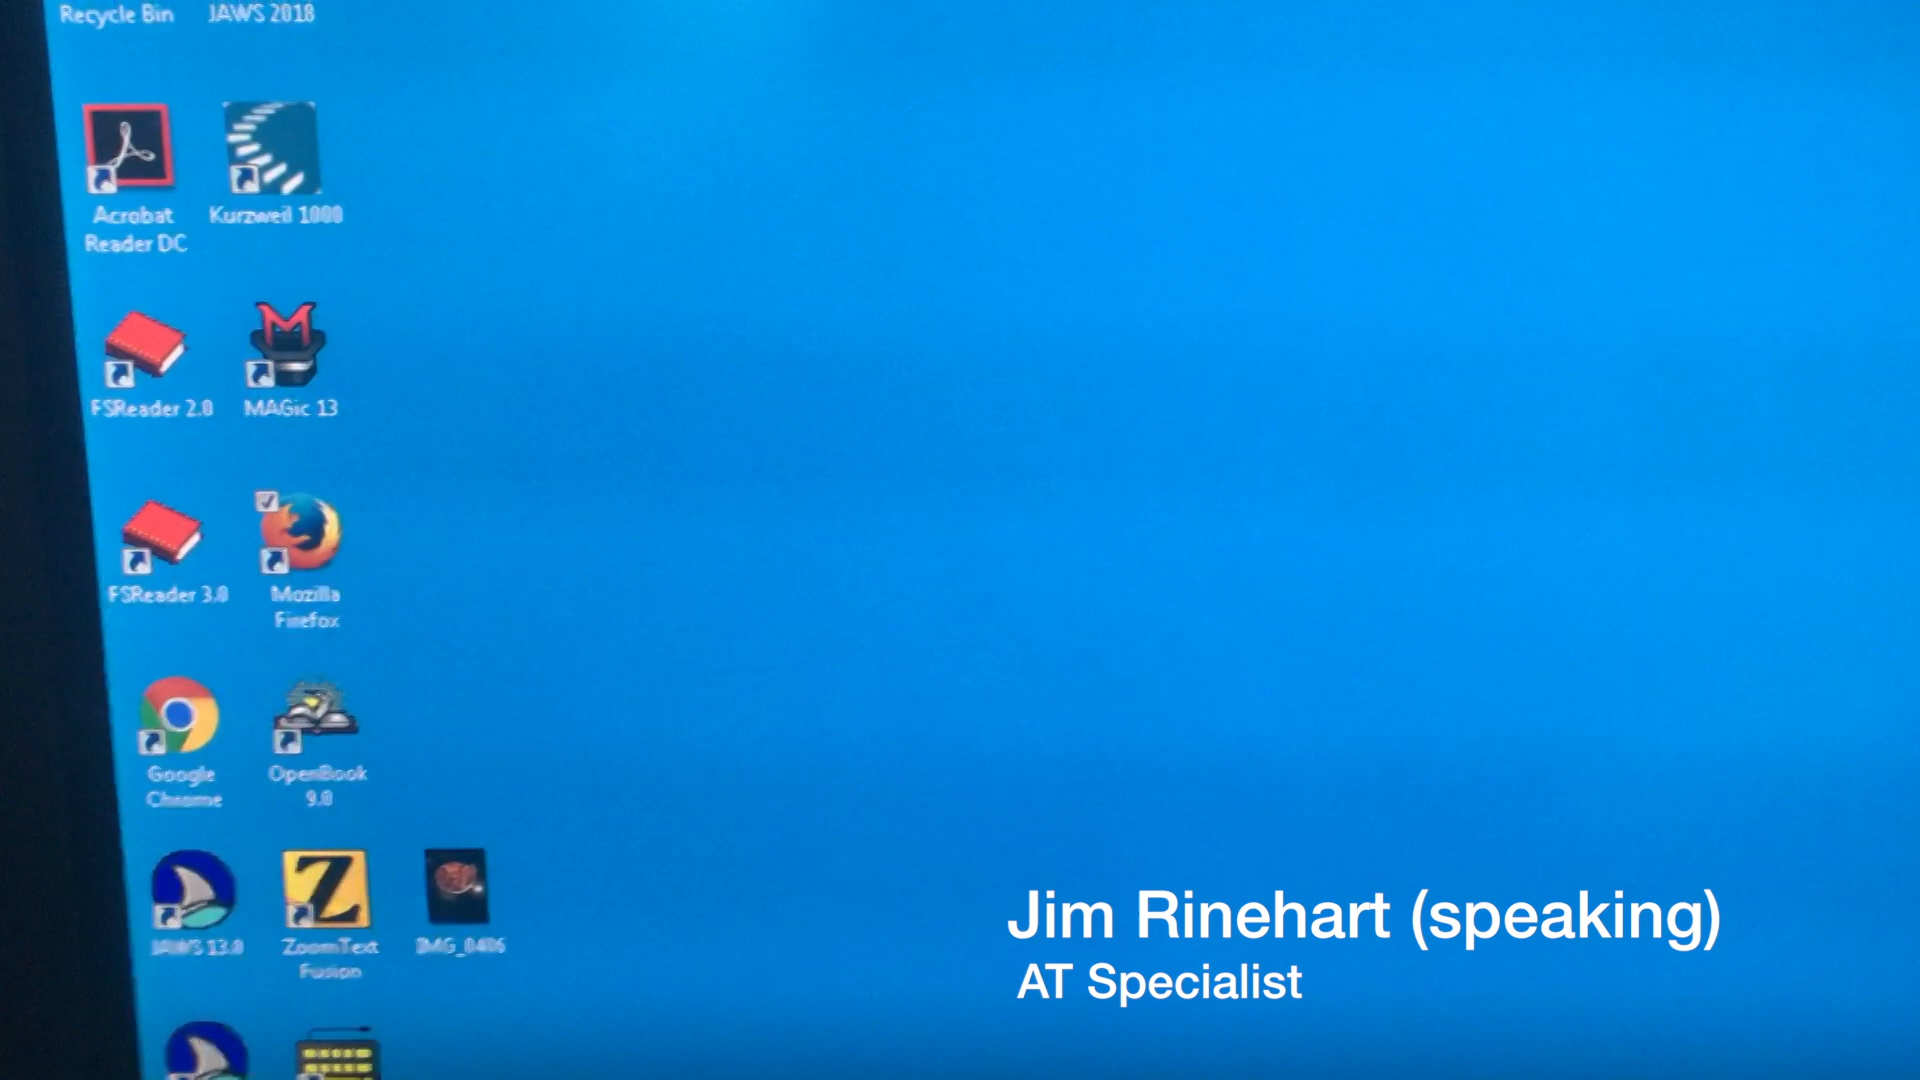 Recycle Bin
JAWS 2018
Acrobat
Reader DC
Kurzweil 1000
FSReader 2.0
MAGic 13
FSReader 3.0
Mozilla
Firefox
Google
Chrome
OpenBook
9.0
JAWS 13.0
Z
ZoomText
Fusion
IMG_0406
Jim Rinehart (speaking)
AT Specialist